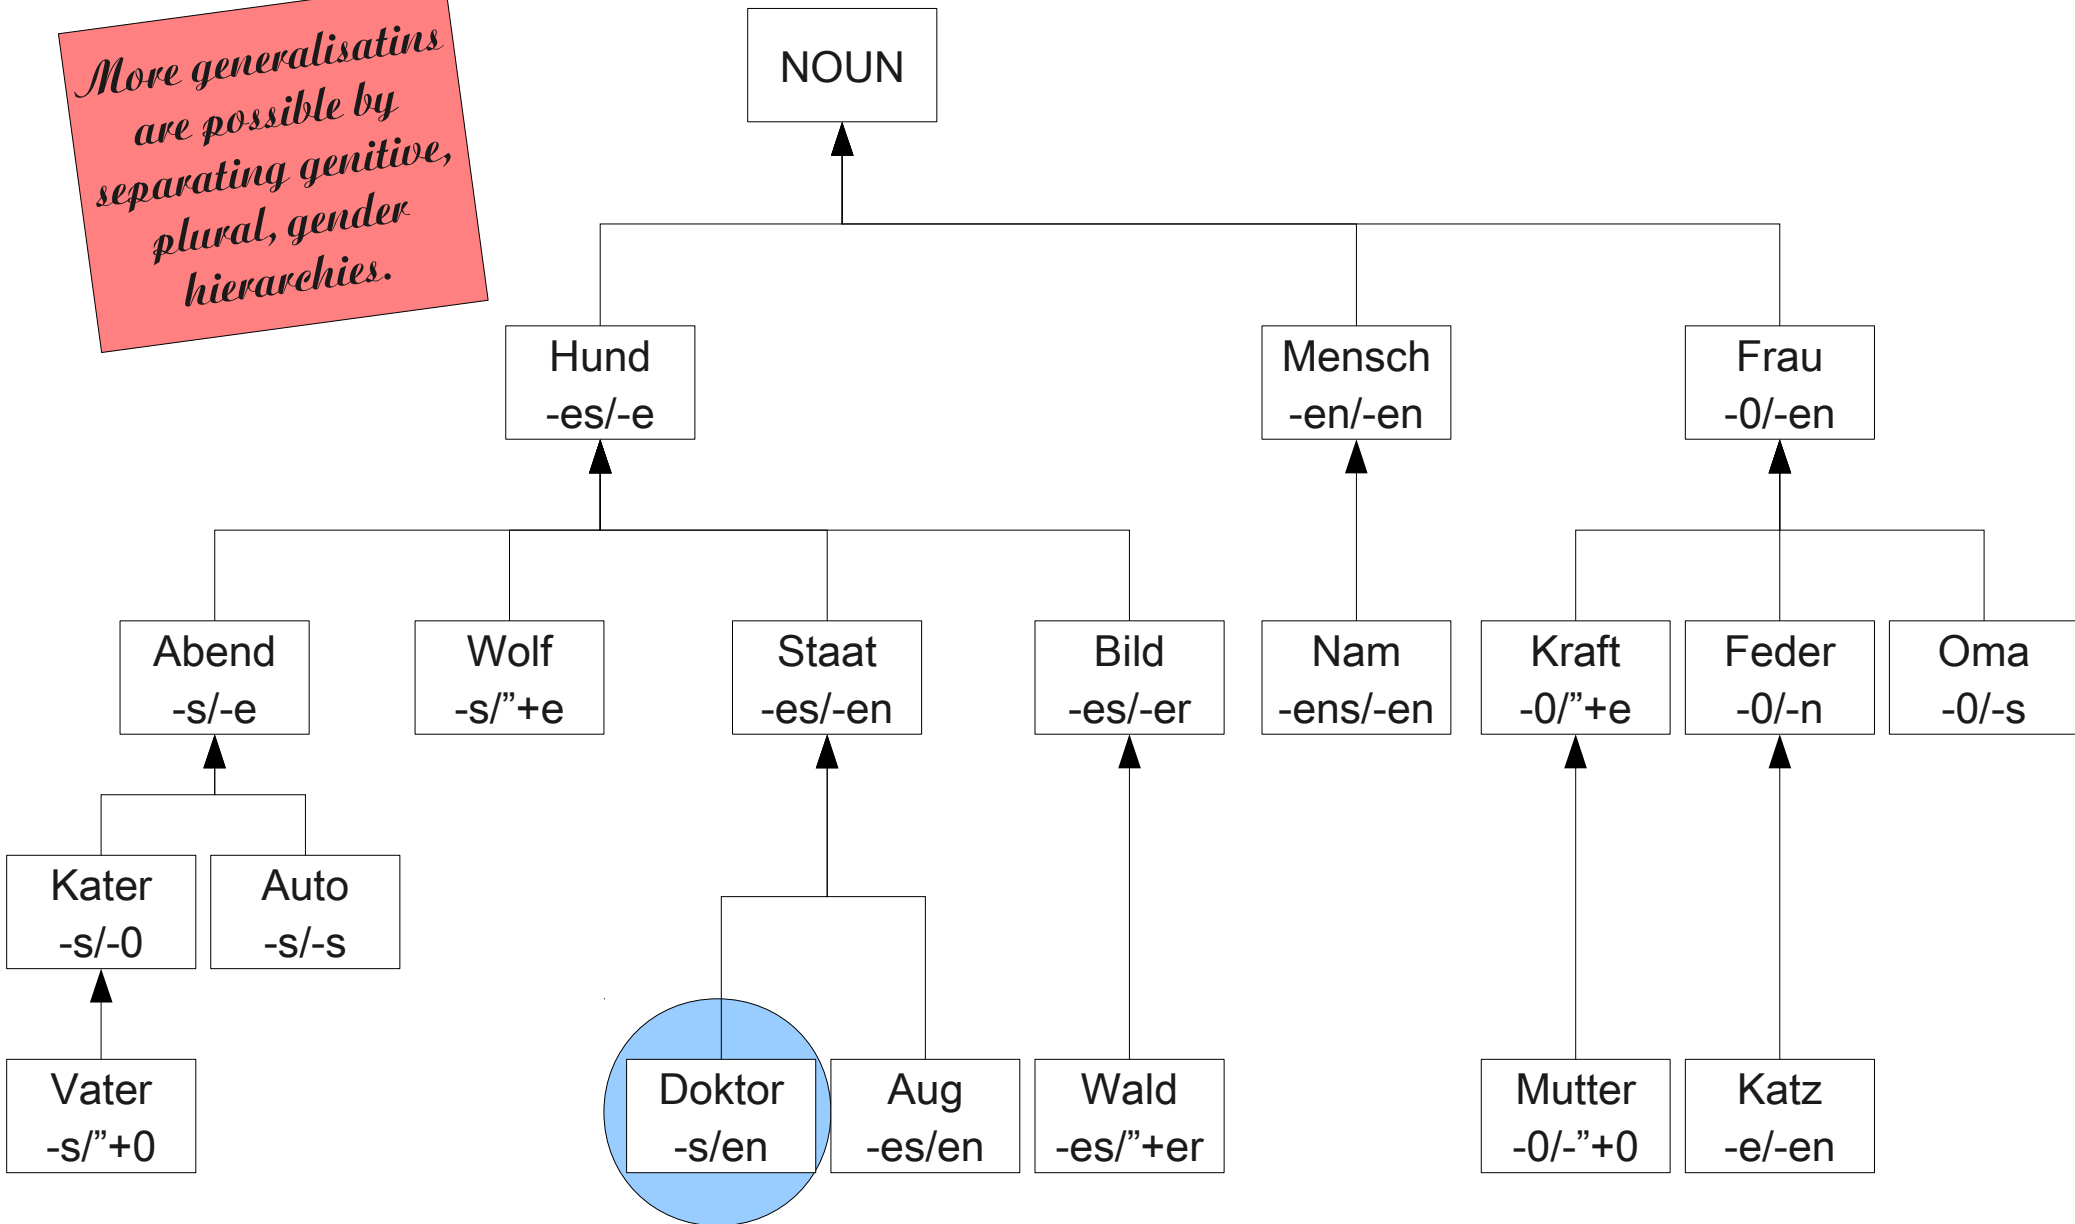 More generalisatins
are possible by
separating genitive,
plural, gender
hierarchies.
NOUN
Hund
-es/-e
Mensch
-en/-en
Frau
-0/-en
Abend
-s/-e
Wolf
-s/”+e
Staat
-es/-en
Bild
-es/-er
Nam
-ens/-en
Kraft
-0/”+e
Feder
-0/-n
Oma
-0/-s
Kater
-s/-0
Auto
-s/-s
Vater
-s/”+0
Doktor
-s/en
Aug
-es/en
Wald
-es/”+er
Mutter
-0/-”+0
Katz
-e/-en